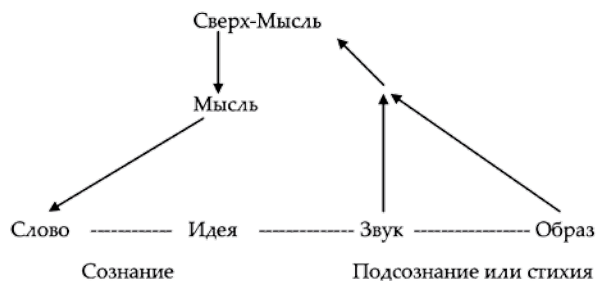 Сверх-Мысль
Мысль
Слово ------------ Идея -------------- Звук ----------------- Образ
Сознание Подсознание или стихия